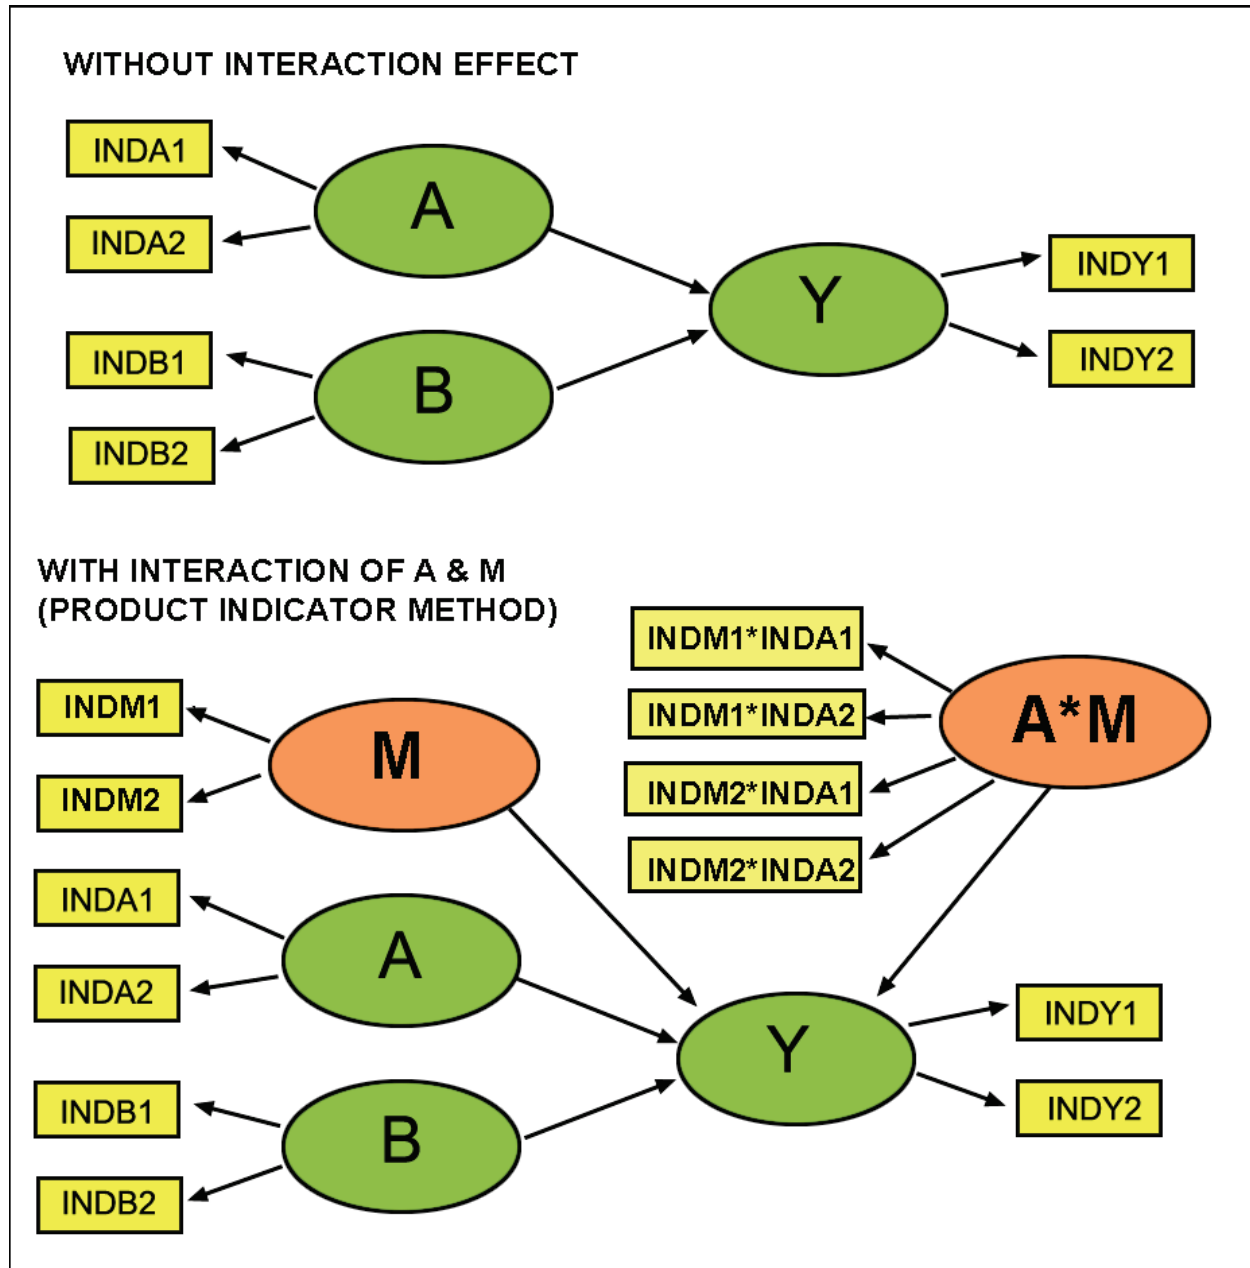 WITHOUT INTERACTION EFFECT
INDA1
A
INDA2
INDY1
Y
INDB1
INDY2
B
INDB2
WITH INTERACTION OF A & M
(PRODUCT INDICATOR METHOD)
INDM1*INDA1
INDM1
INDM1*INDA2
A*M
M
INDM2
INDM2*INDA1
INDM2*INDA2
INDA1
A
INDA2
INDY1
Y
INDB1
INDY2
B
INDB2